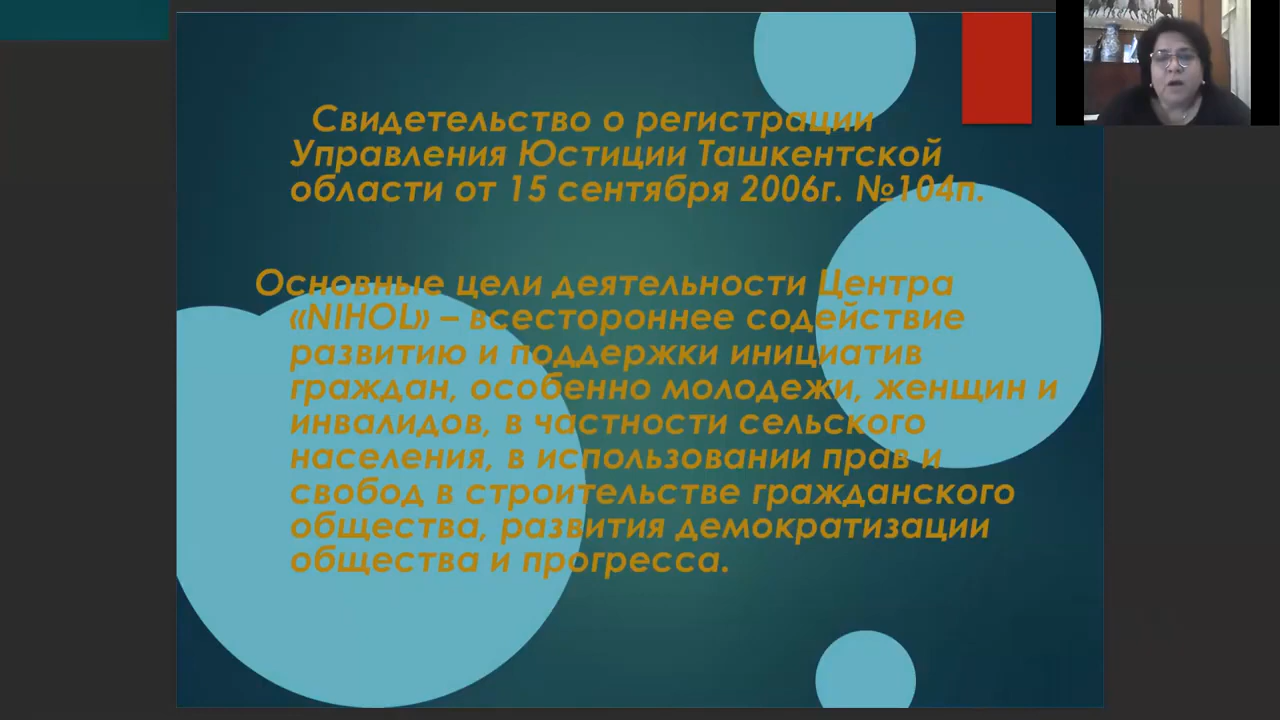 Свидетельство о регистрации
Управления Юстиции Ташкентской
области от 15 сентября 2006г. №104п.
Основные цели деятельности Центра
«NIHOL» – всестороннее содействие
развитию и поддержки инициатив
граждан, особенно молодежи, женщин и
инвалидов, в частности сельского
населения, в использовании прав и
свобод в строительстве гражданского
общества, развития демократизации
общества и прогресса.